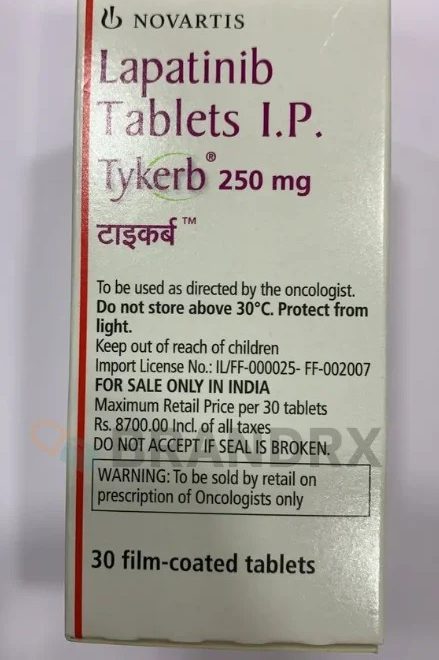 NOVARTIS
Lapatinib
Tablets I.P.
Tykerb® 250 mg
टाइकर्ब ™
To be used as directed by the oncologist.
Do not store above 30°C. Protect from
light.
Keep out of reach of children
Import License No.: IL/FF-000025- FF-002007
FOR SALE ONLY IN INDIA
Maximum Retail Price per 30 tablets
Rs. 8700.00 Incl. of all taxes
DO NOT ACCEPT IF SEAL IS BROKEN.
BRANDRX
WARNING: To be sold by retail on
prescription of Oncologists only
30 film-coated tablets